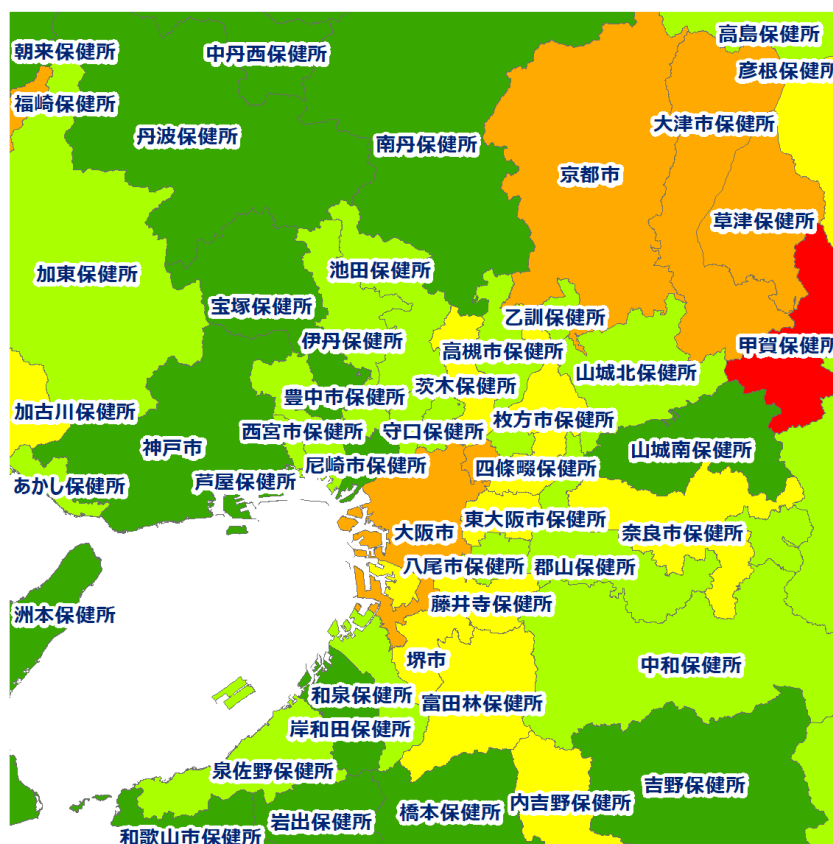 高島保健所
朝来保健所
中丹西保健所
彦根保健所
福崎保健所
大津市保健所
丹波保健所
南丹保健所
京都市
草津保健所
加東保健所
池田保健所
宝塚保健所
乙訓保健所
伊丹保健所
高槻市保健所
甲賀保健所
山城北保健所
茨木保健所
豊中市保健所
加古川保健所
枚方市保健所
西宮市保健所
守口保健所
神戸市
山城南保健所
尼崎市保健所
四條畷保健所
芦屋保健所
あかし保健所
東大阪市保健所
大阪市
奈良市保健所
八尾市保健所
郡山保健所
藤井寺保健所
洲本保健所
堺市
中和保健所
和泉保健所
富田林保健所
岸和田保健所
泉佐野保健所
吉野保健所
内吉野保健所
橋本保健所
岩出保健所
和歌山市保健所